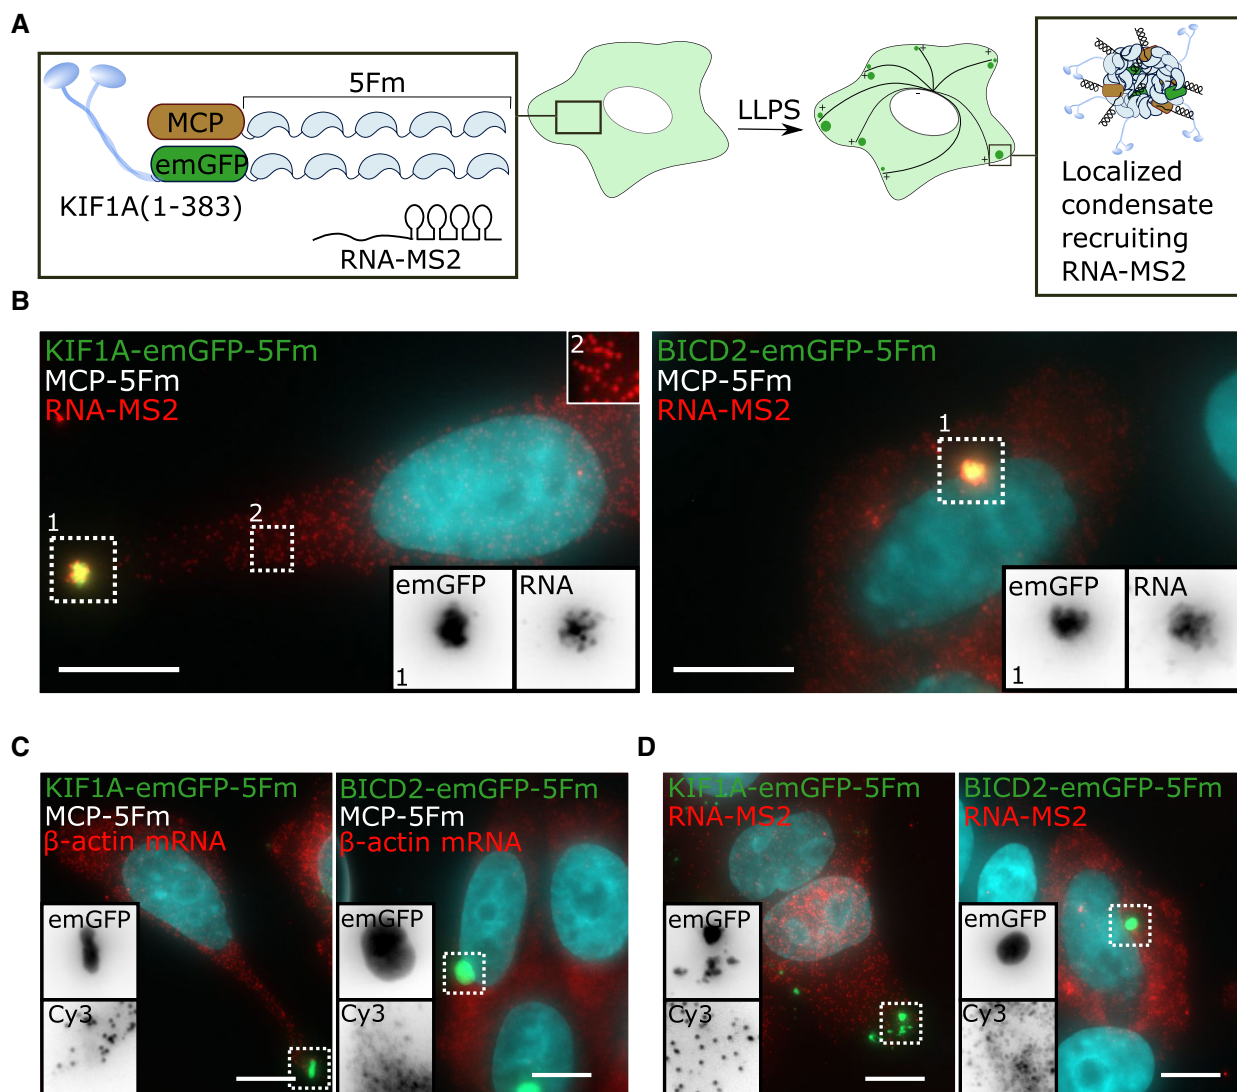 A
5Fm
MCP
emGFP
KIF1A(1-383)
RNA-MS2
LLPS
Localized
condensate
recruiting
RNA-MS2
B
KIF1A-emGFP-5Fm
MCP-5Fm
RNA-MS2
2
1
2
emGFP
RNA
1
BICD2-emGFP-5Fm
MCP-5Fm
RNA-MS2
1
emGFP
RNA
1
C
KIF1A-emGFP-5Fm
MCP-5Fm
β-actin mRNA
emGFP
Cy3
BICD2-emGFP-5Fm
MCP-5Fm
β-actin mRNA
emGFP
Cy3
D
KIF1A-emGFP-5Fm
RNA-MS2
emGFP
Cy3
BICD2-emGFP-5Fm
RNA-MS2
emGFP
Cy3